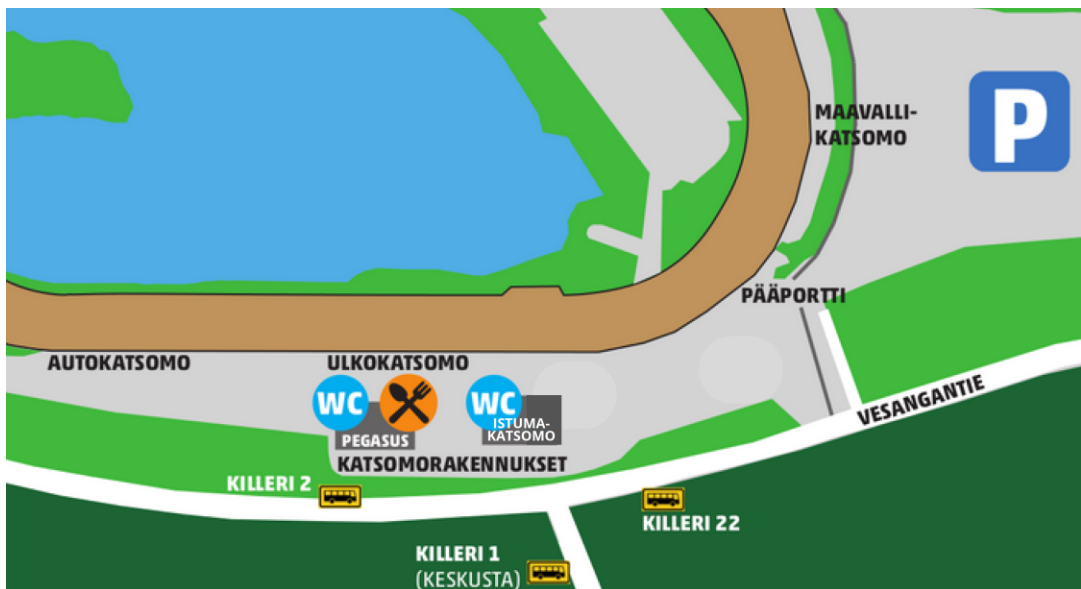 MAAVALLI-
KATSOMO
P
PÄÄPORTTI
AUTOKATSOMO
ULKOKATSOMO
VESANGANTIE
WC
WC
ISTUMA-
KATSOMO
PEGASUS
KATSOMORAKENNUKSET
KILLERI 2
KILLERI 22
KILLERI 1
(KESKUSTA)